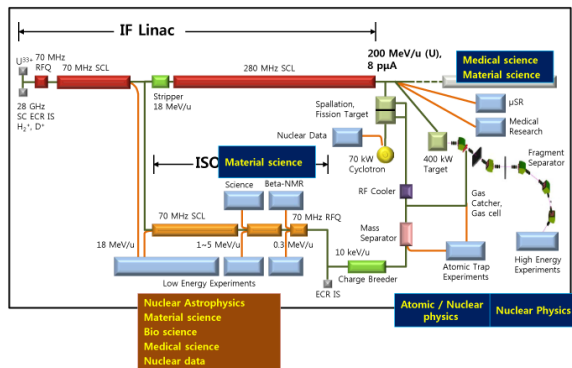 IF Linac
U³³⁺
70 MHz
RFQ
70 MHz SCL
280 MHz SCL
200 MeV/u (U),
8 pμA
Medical science
Material science
28 GHz
SC ECR IS
H₂⁺, D⁺
Stripper
18 MeV/u
Spallation,
Fission Target
μSR
Medical
Research
Nuclear Data
70 kW
Cyclotron
400 kW
Target
Fragment
Separator
ISO
Material science
Science
Beta-NMR
RF Cooler
Gas
Catcher,
Gas cell
70 MHz SCL
70 MHz RFQ
Mass
Separator
18 MeV/u
1~5 MeV/u
0.3 MeV/u
10 keV/u
Low Energy Experiments
ECR IS
Charge Breeder
Atomic Trap
Experiments
High Energy
Experiments
Nuclear Astrophysics
Material science
Bio science
Medical science
Nuclear data
Atomic / Nuclear
physics
Nuclear Physics